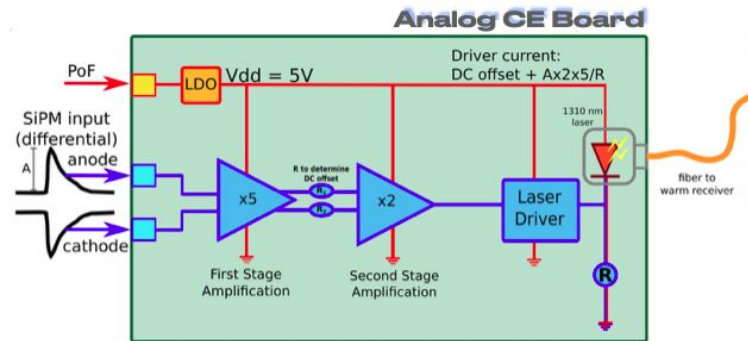 Analog CE Board
PoF
LDO
Vdd = 5V
Driver current:
DC offset + Ax2x5/R
SiPM input
(differential)
anode
A
cathode
1310 nm
laser
fiber to
warm receiver
x5
R to determine
DC offset
x2
Laser
Driver
R
First Stage
Amplification
Second Stage
Amplification